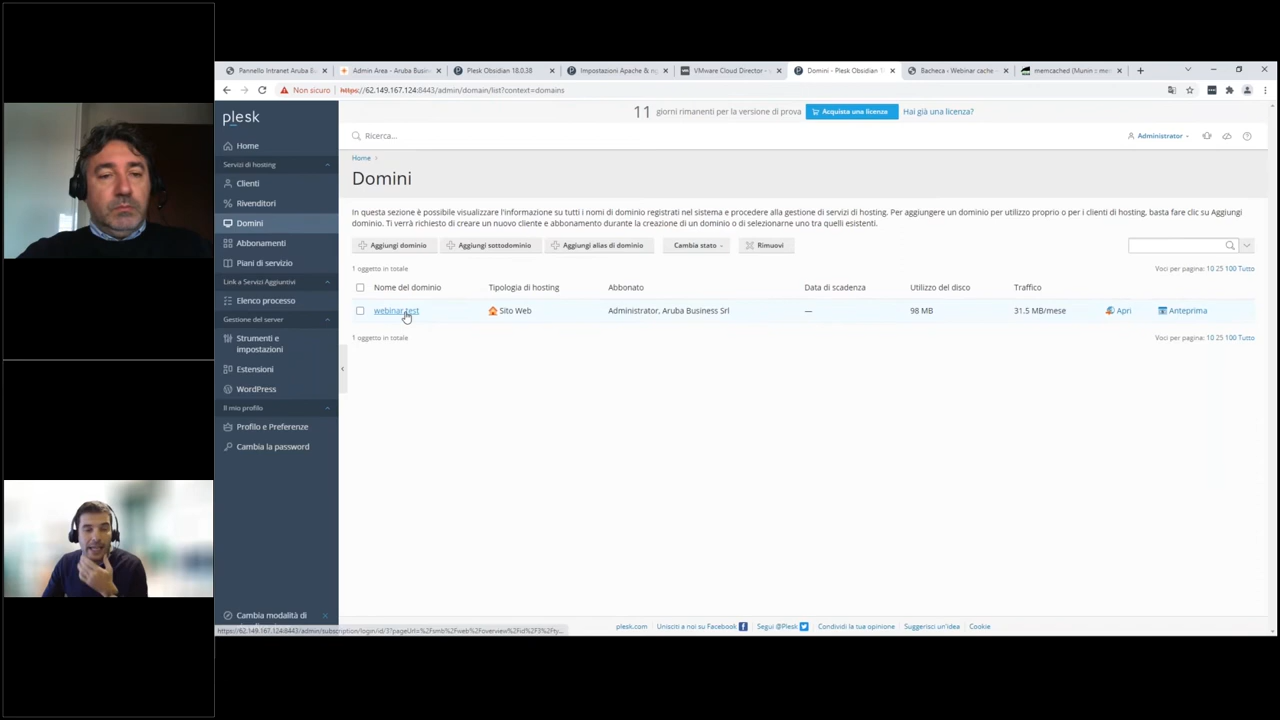 Pannello Intranet Aruba Bu
Admin Area - Aruba Busin
Plesk Obsidian 18.0.38
Impostazioni Apache & n
VMware Cloud Director -
Domini - Plesk Obsidian 1
Bacheca ‹ Webinar cache —
memcached (Munin :: mem
Non sicuro
https://62.149.167.124:8443/admin/domain/list?context=domains
plesk
11 giorni rimanenti per la versione di prova
Acquista una licenza
Hai già una licenza?
Ricerca...
Administrator
Home
Servizi di hosting
Clienti
Rivenditori
Domini
Abbonamenti
Piani di servizio
Link a Servizi Aggiuntivi
Elenco processo
Gestione del server
Strumenti e
impostazioni
Estensioni
WordPress
Il mio profilo
Profilo e Preferenze
Cambia la password
Cambia modalità di
Home
Domini
In questa sezione è possibile visualizzare l'informazione su tutti i nomi di dominio registrati nel sistema e procedere alla gestione di servizi di hosting. Per aggiungere un dominio per utilizzo proprio o per i clienti di hosting, basta fare clic su Aggiungi
dominio. Ti verrà richiesto di creare un nuovo cliente e abbonamento durante la creazione di un dominio o di selezionarne uno tra quelli esistenti.
Aggiungi dominio
Aggiungi sottodominio
Aggiungi alias di dominio
Cambia stato
Rimuovi
1 oggetto in totale
Voci per pagina: 10 25 100 Tutto
Nome del dominio Tipologia di hosting Abbonato Data di scadenza Utilizzo del disco Traffico
webinar.test Sito Web Administrator, Aruba Business Srl — 98 MB 31.5 MB/mese Apri Anteprima
1 oggetto in totale
Voci per pagina: 10 25 100 Tutto
plesk.com
Unisciti a noi su Facebook
Segui @Plesk
Condividi la tua opinione
Suggerisci un'idea
Cookie